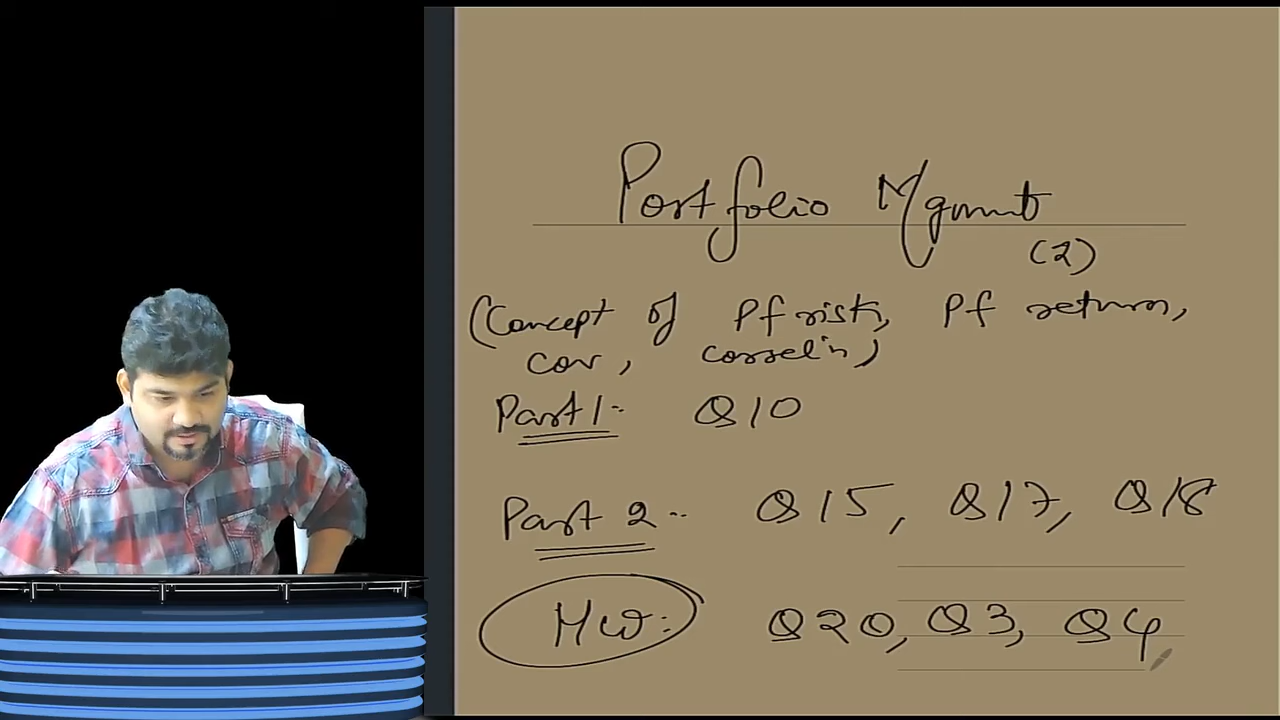 Portfolio Mgmnt
(2)
(Concept of Pf risk, Pf return,
cov, correl'n)
Part 1:- Q10
Part 2:- Q15, Q17, Q18
HW:- Q20, Q3, Q4